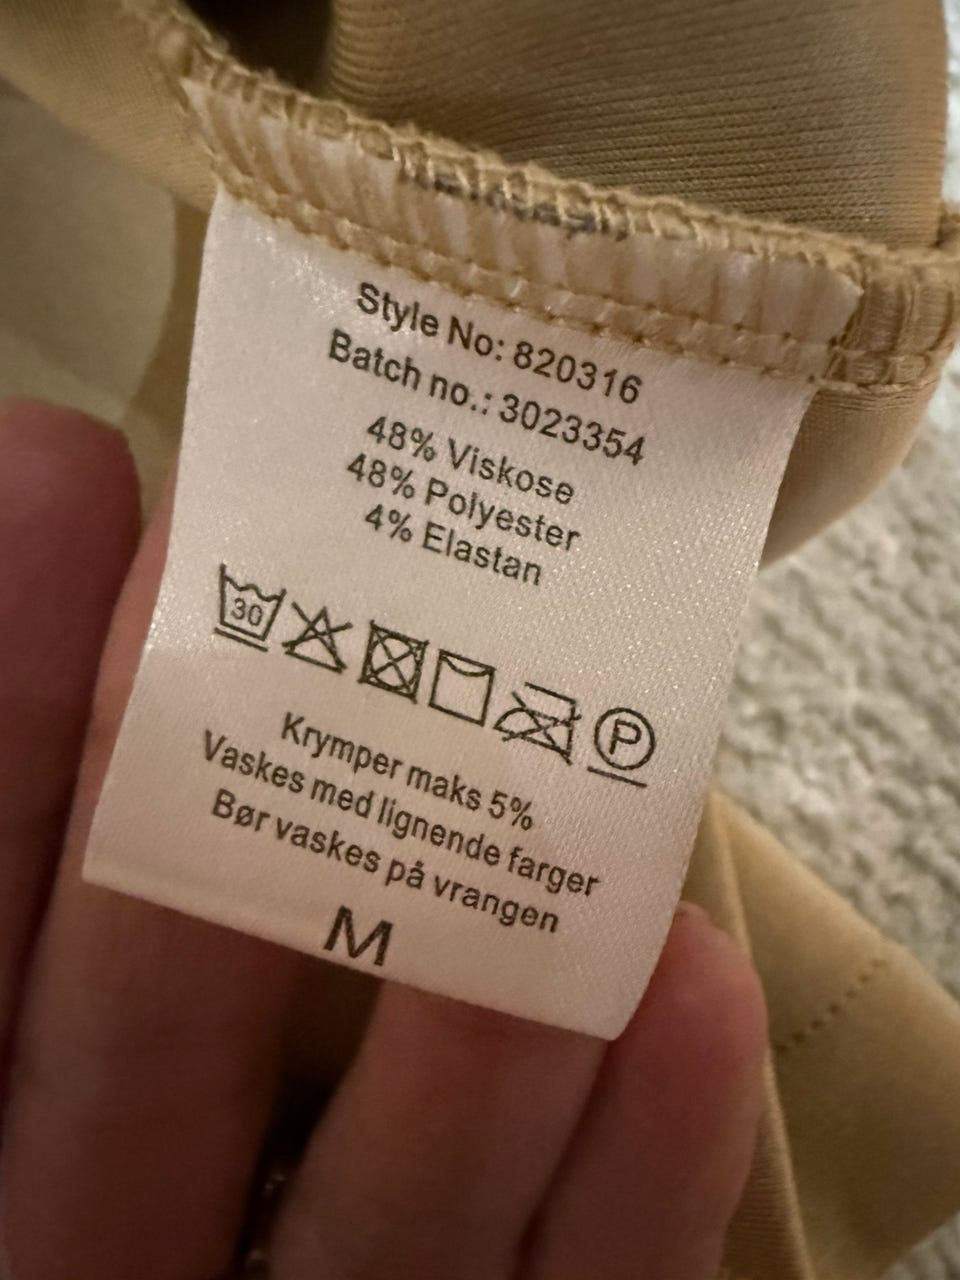 Style No: 820316
Batch no.: 3023354
48% Viskose
48% Polyester
4% Elastan
30
P
Krymper maks 5%
Vaskes med lignende farger
Bør vaskes på vrangen
M